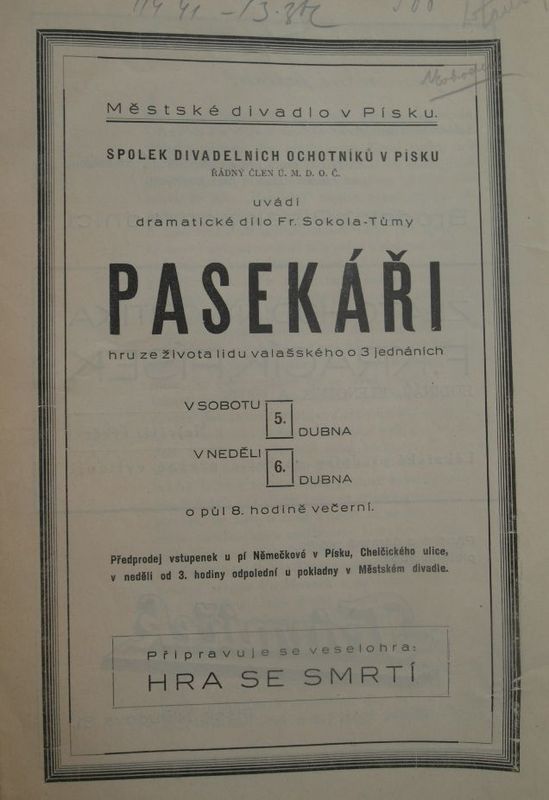 Městské divadlo v Písku.
SPOLEK DIVADELNÍCH OCHOTNÍKŮ V PÍSKU
ŘÁDNÝ ČLEN Ú. M. D. O. Č.
uvádí
dramatické dílo Fr. Sokola-Tůmy
PASEKÁŘI
hru ze života lidu valašského o 3 jednáních
V SOBOTU 5. DUBNA
V NEDĚLI 6. DUBNA
o půl 8. hodině večerní.
Předprodej vstupenek u pí Němečkové v Písku, Chelčického ulice,
v neděli od 3. hodiny odpolední u pokladny v Městském divadle.
Připravuje se veselohra:
HRA SE SMRTÍ